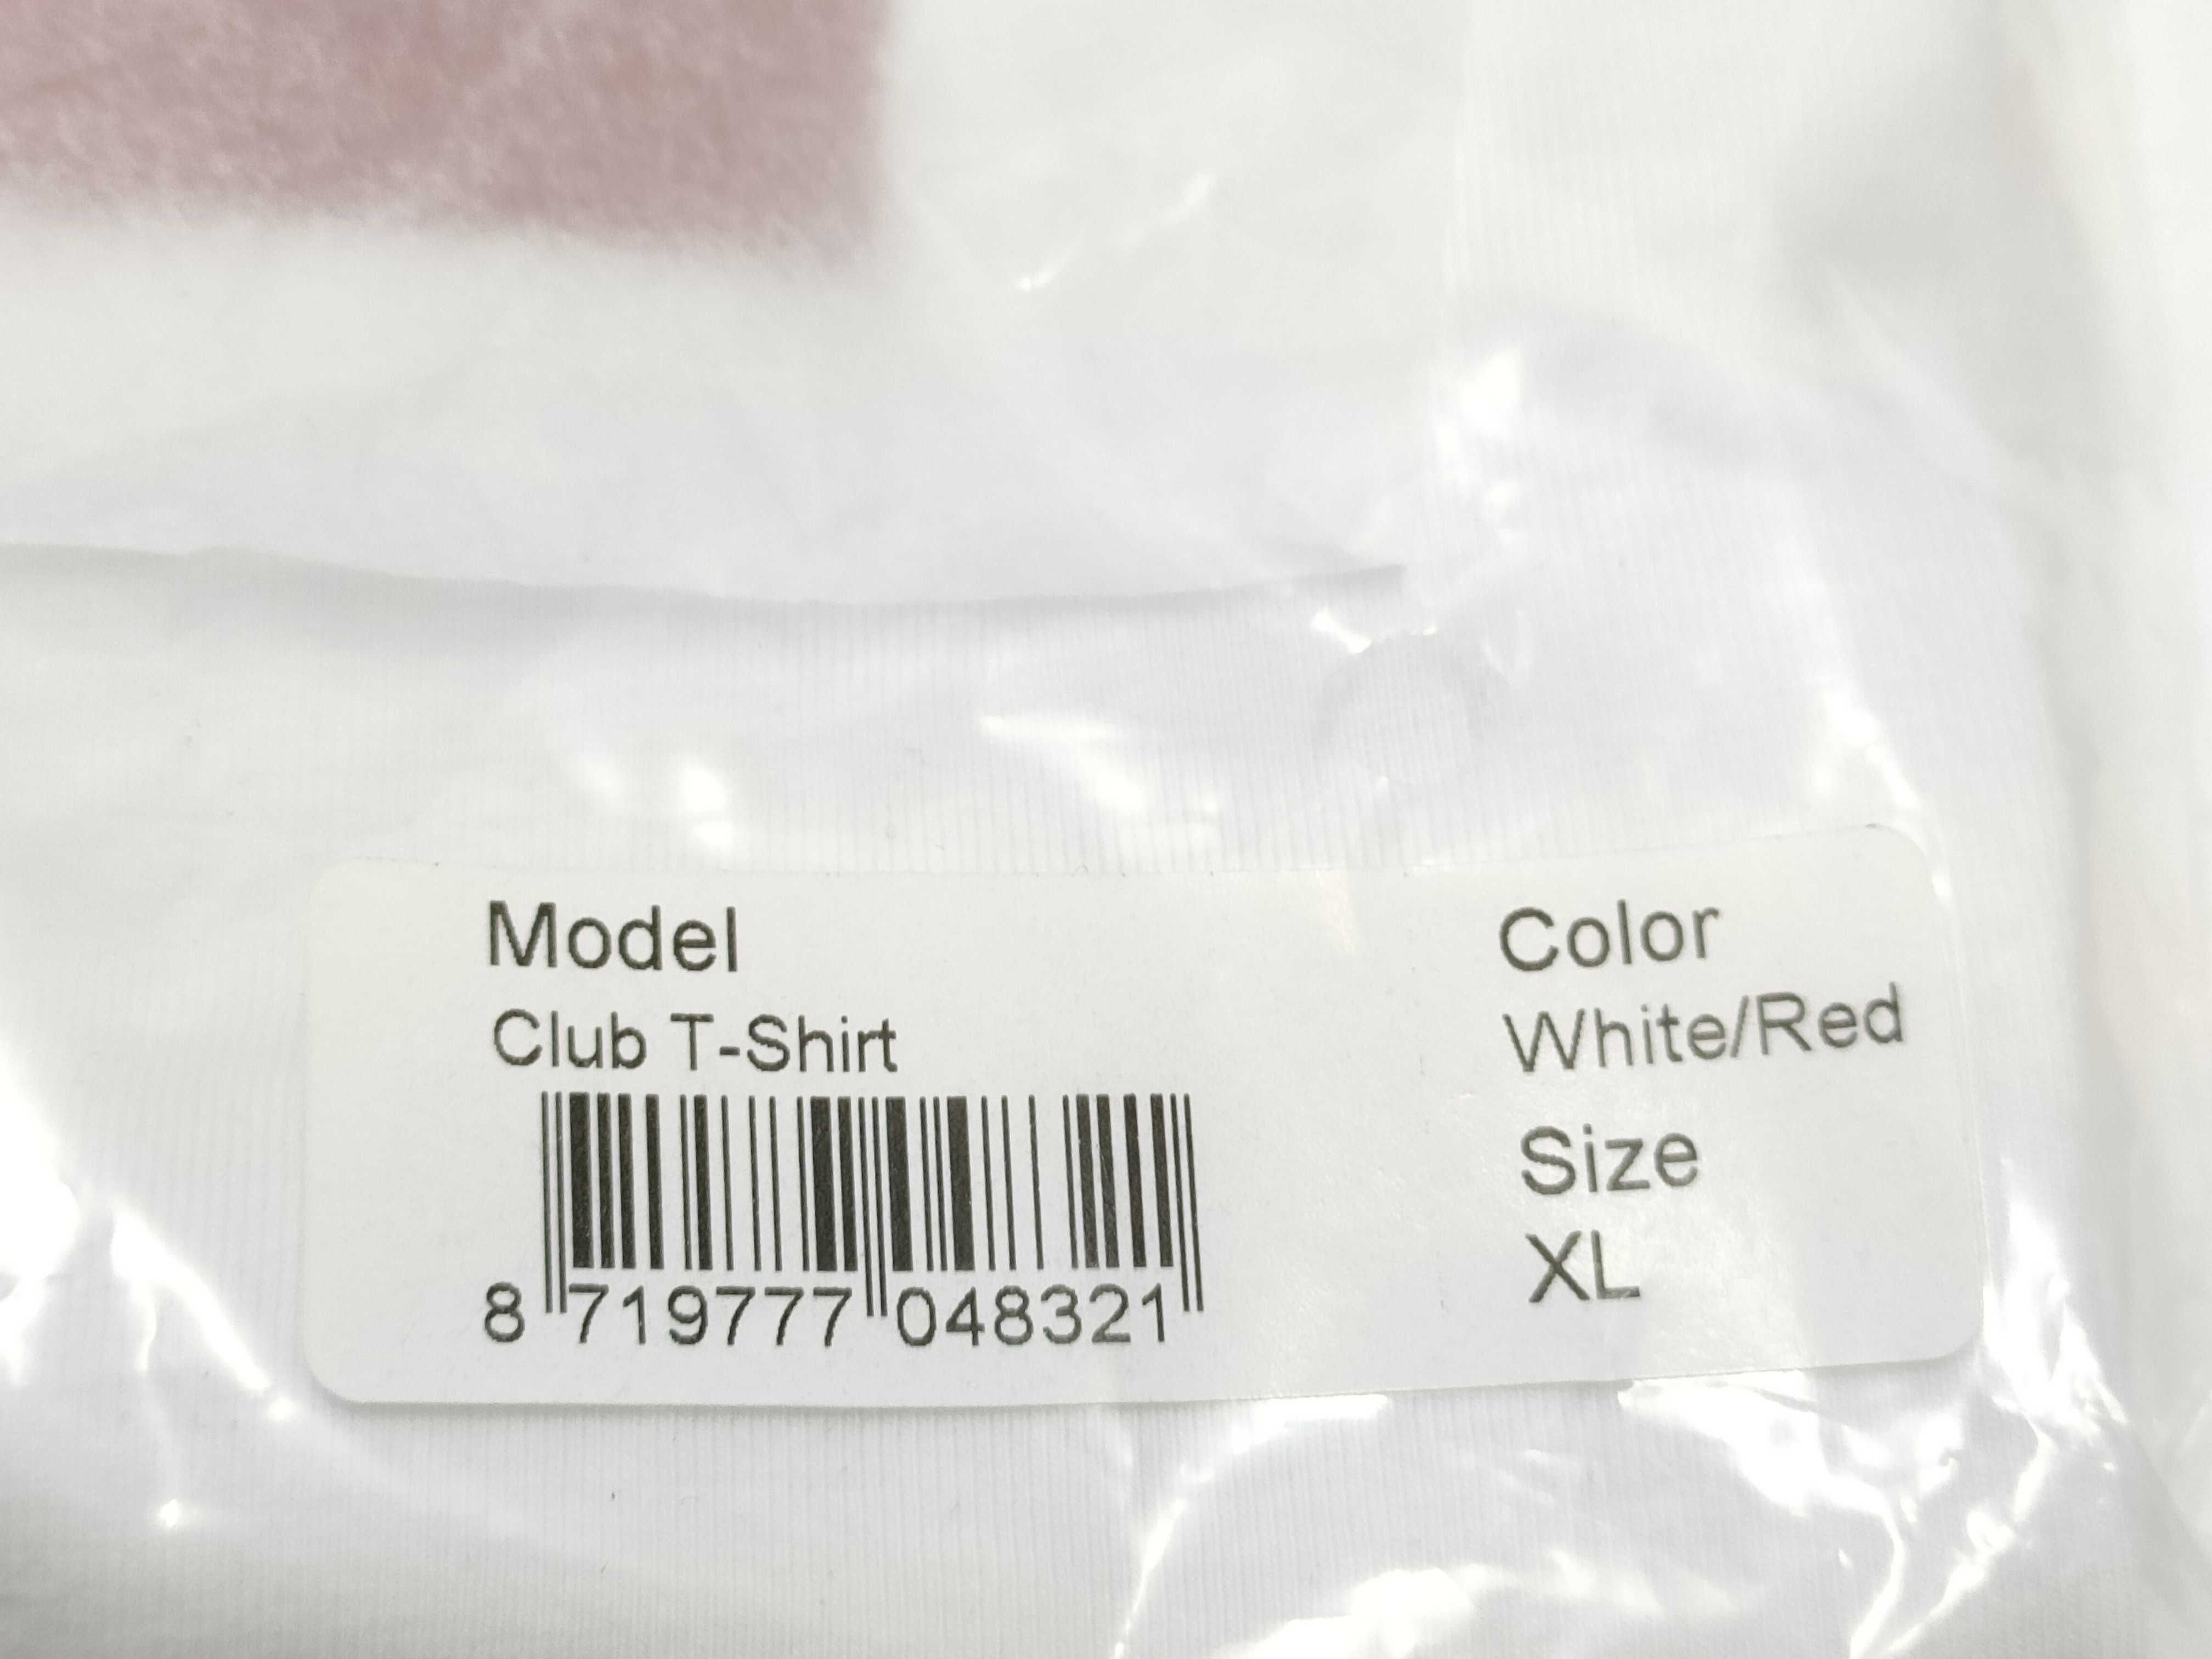 Model
Club T-Shirt
8 719777 048321
Color
White/Red
Size
XL